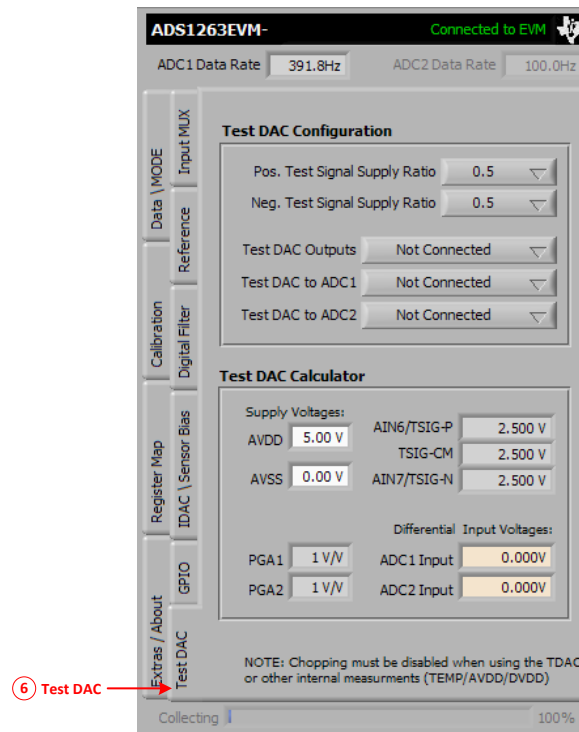 ADS1263EVM-
Connected to EVM
ADC1 Data Rate 391.8Hz ADC2 Data Rate 100.0Hz
Data \MODE
Calibration
Register Map
Extras / About
Input MUX
Reference
Digital Filter
IDAC \ Sensor Bias
GPIO
Test DAC
Test DAC Configuration
Pos. Test Signal Supply Ratio 0.5
Neg. Test Signal Supply Ratio 0.5
Test DAC Outputs Not Connected
Test DAC to ADC1 Not Connected
Test DAC to ADC2 Not Connected
Test DAC Calculator
Supply Voltages:
AVDD 5.00 V
AVSS 0.00 V
AIN6/TSIG-P 2.500 V
TSIG-CM 2.500 V
AIN7/TSIG-N 2.500 V
Differential Input Voltages:
PGA1 1 V/V ADC1 Input 0.000V
PGA2 1 V/V ADC2 Input 0.000V
NOTE: Chopping must be disabled when using the TDAC
or other internal measurments (TEMP/AVDD/DVDD)
6 Test DAC
Collecting 100%